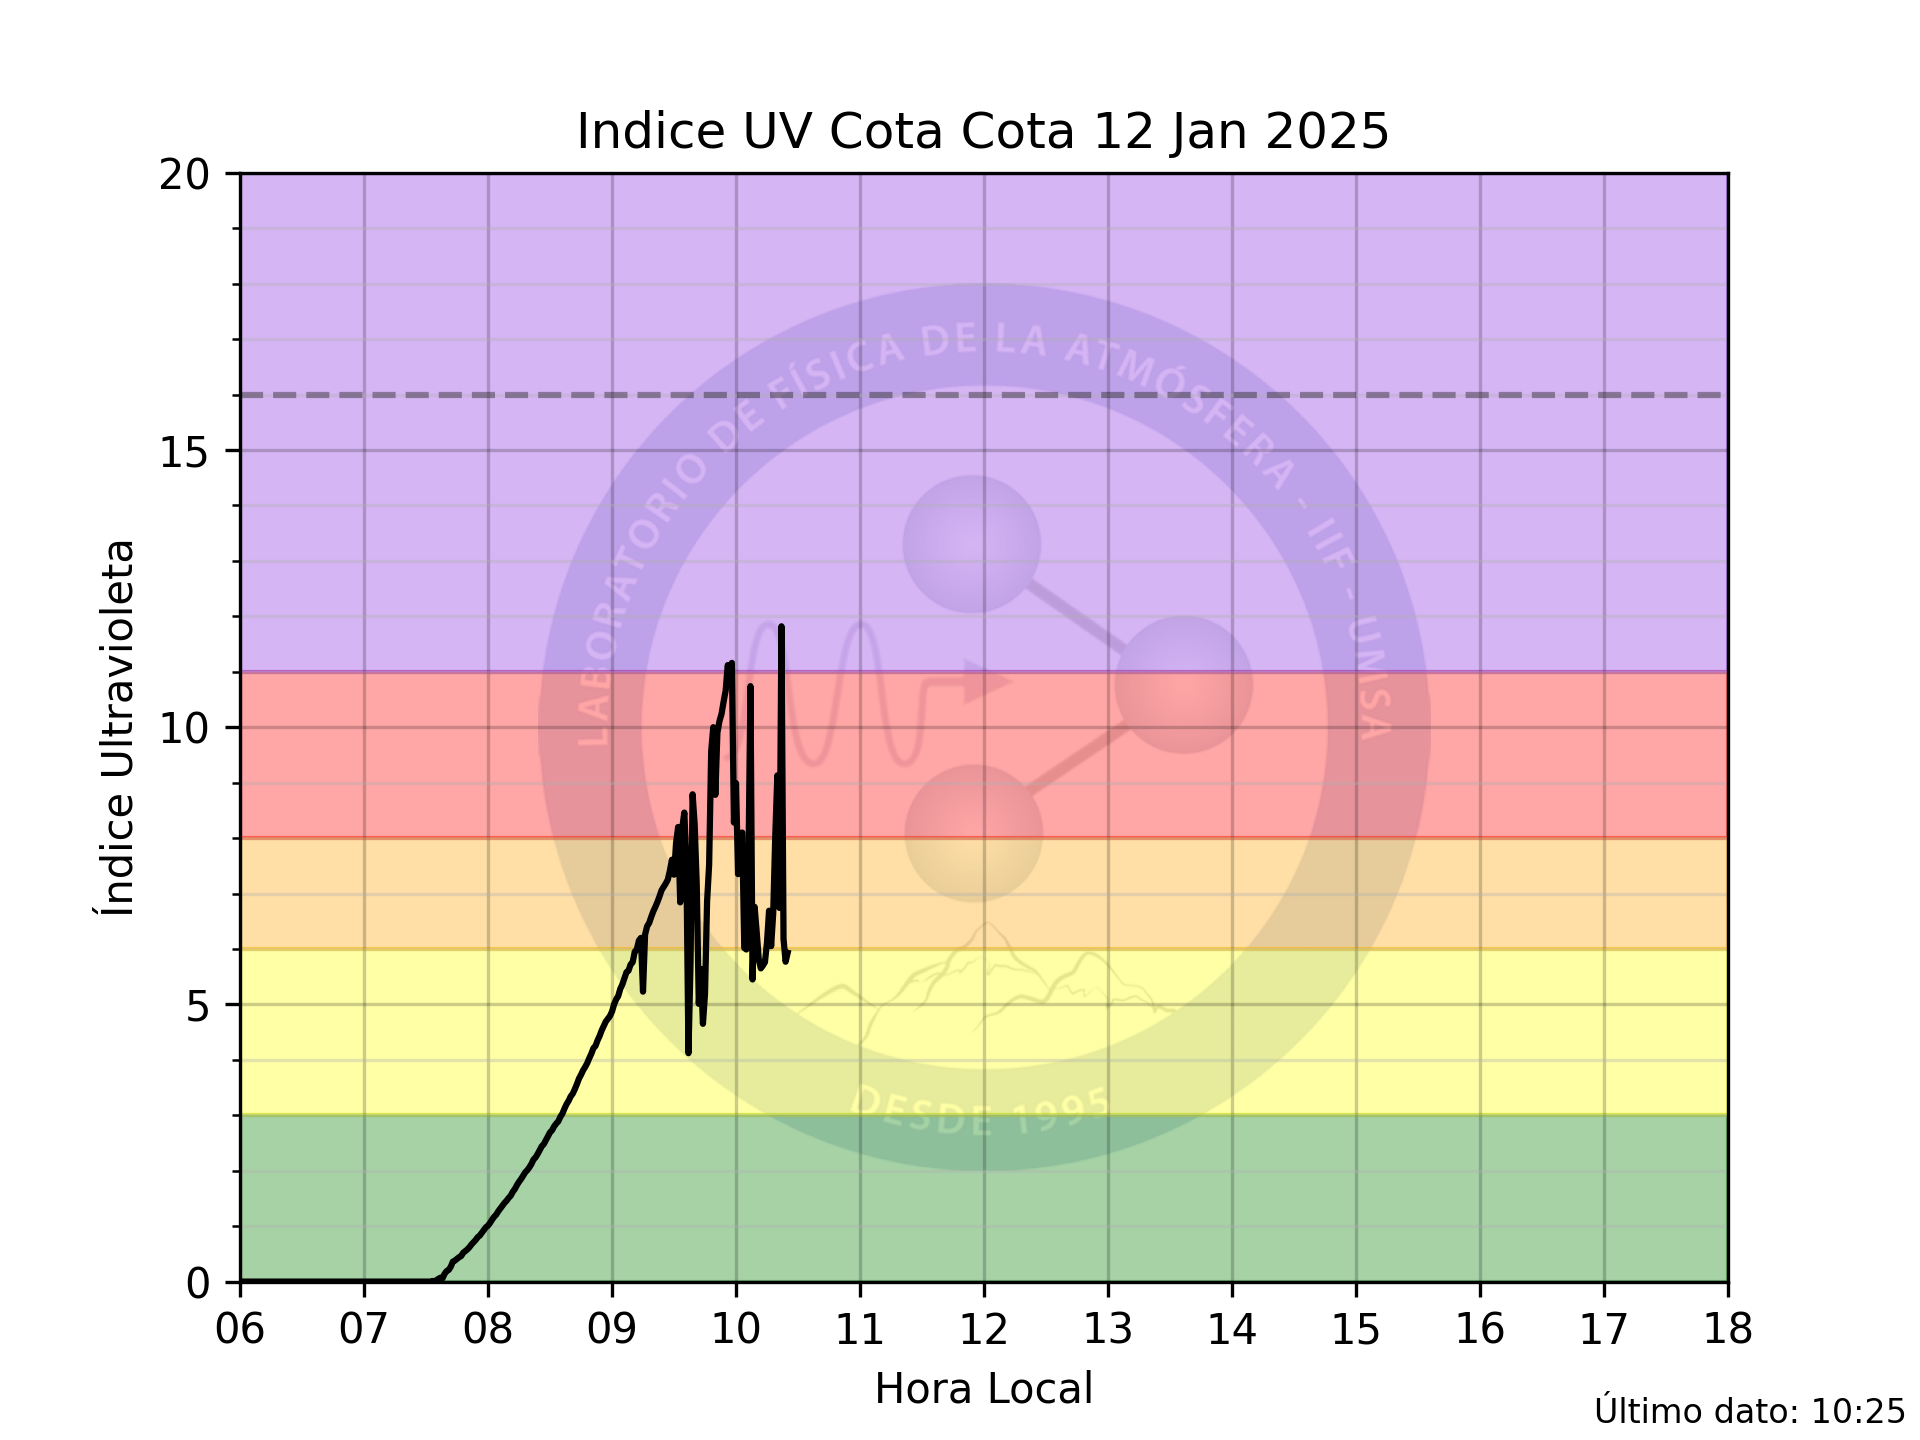 Indice UV Cota Cota 12 Jan 2025
20
15
10
5
0
Índice Ultravioleta
LABORATORIO DE FÍSICA DE LA ATMÓSFERA - IIF - UMSA
DESDE 1995
06 07 08 09 10 11 12 13 14 15 16 17 18
Hora Local
Último dato: 10:25